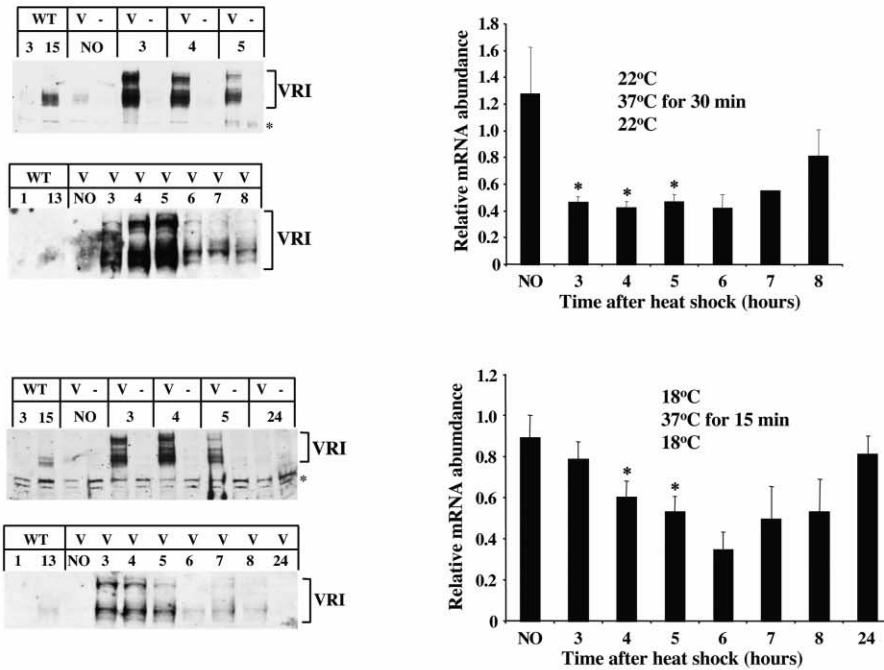 WT V - V - V - V -
3 15 NO 3 4 5
VRI
*
WT V V V V V V V
1 13 NO 3 4 5 6 7 8
VRI
Relative mRNA abundance
1.8
1.6
1.4
1.2
1.0
0.8
0.6
0.4
0.2
0
22°C
37°C for 30 min
22°C
* * *
NO 3 4 5 6 7 8
Time after heat shock (hours)
WT V - V - V - V - V -
3 15 NO 3 4 5 24
VRI
*
WT V V V V V V V V
1 13 NO 3 4 5 6 7 8 24
VRI
Relative mRNA abumdance
1.2
1.0
0.8
0.6
0.4
0.2
0
18°C
37°C for 15 min
18°C
* *
NO 3 4 5 6 7 8 24
Time after heat shock (hours)